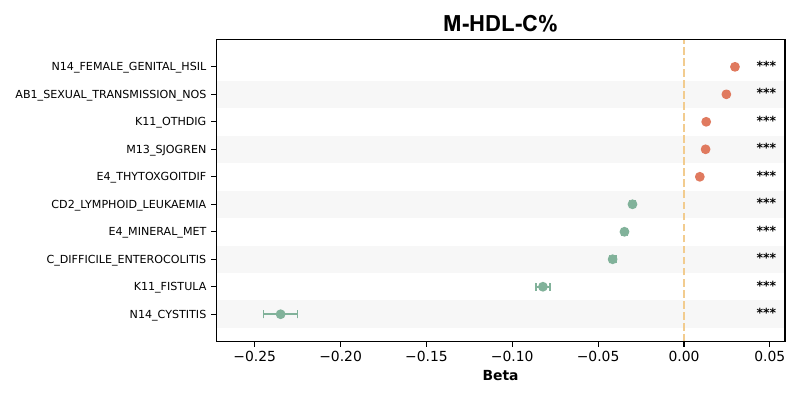 M-HDL-C%
N14_FEMALE_GENITAL_HSIL ***
AB1_SEXUAL_TRANSMISSION_NOS ***
K11_OTHDIG ***
M13_SJOGREN ***
E4_THYTOXGOITDIF ***
CD2_LYMPHOID_LEUKAEMIA ***
E4_MINERAL_MET ***
C_DIFFICILE_ENTEROCOLITIS ***
K11_FISTULA ***
N14_CYSTITIS ***
−0.25 −0.20 −0.15 −0.10 −0.05 0.00 0.05
Beta